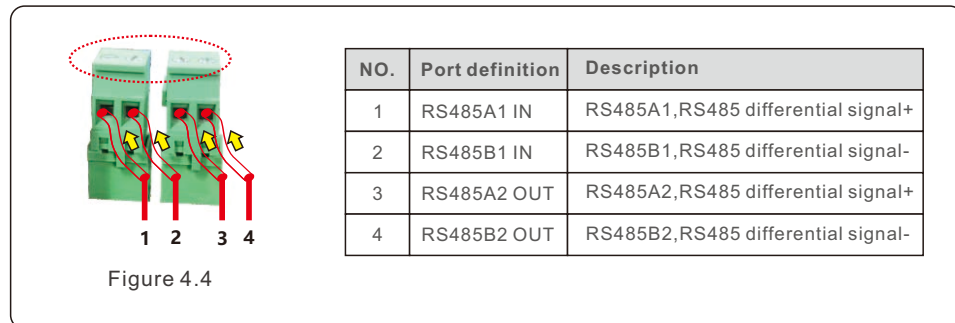 NO. Port definition Description
1 RS485A1 IN RS485A1,RS485 differential signal+
2 RS485B1 IN RS485B1,RS485 differential signal-
3 RS485A2 OUT RS485A2,RS485 differential signal+
4 RS485B2 OUT RS485B2,RS485 differential signal-
1 2 3 4
Figure 4.4